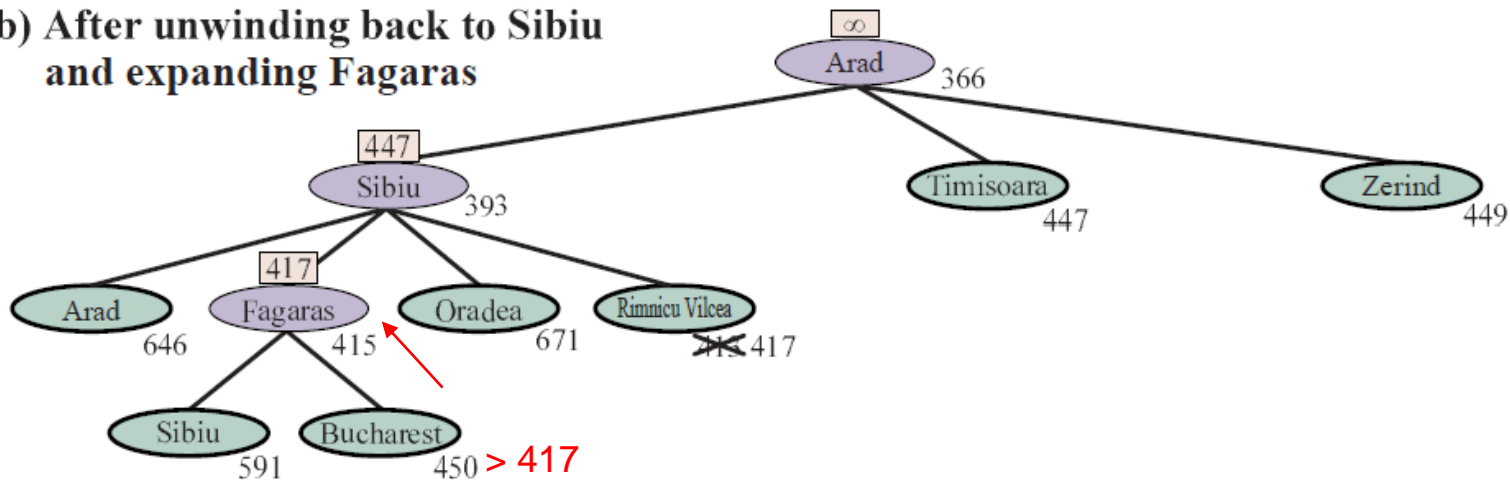 b) After unwinding back to Sibiu
and expanding Fagaras
∞
Arad
366
447
Sibiu
393
Timisoara
447
Zerind
449
417
Arad
646
Fagaras
415
Oradea
671
Rimnicu Vilcea
413 417
Sibiu
591
Bucharest
450 > 417